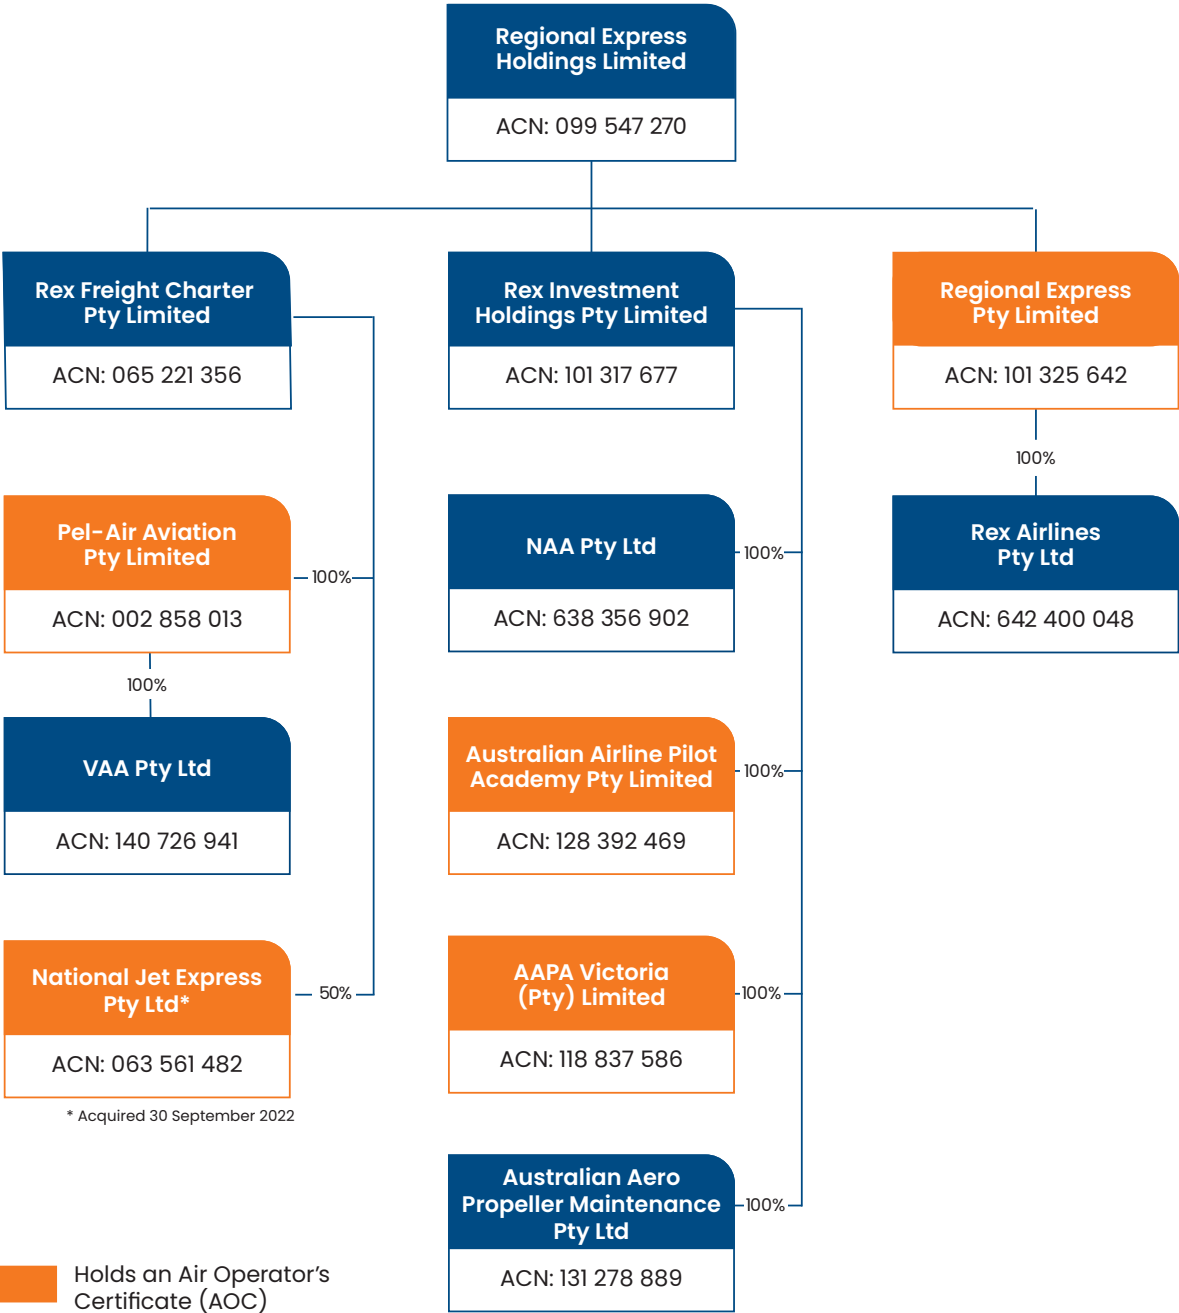 Regional Express
Holdings Limited
ACN: 099 547 270
Rex Freight Charter
Pty Limited
ACN: 065 221 356
Rex Investment
Holdings Pty Limited
ACN: 101 317 677
Regional Express
Pty Limited
ACN: 101 325 642
100%
Pel-Air Aviation
Pty Limited
ACN: 002 858 013
100%
100%
VAA Pty Ltd
ACN: 140 726 941
National Jet Express
Pty Ltd*
ACN: 063 561 482
50%
* Acquired 30 September 2022
NAA Pty Ltd
ACN: 638 356 902
100%
Australian Airline Pilot
Academy Pty Limited
ACN: 128 392 469
100%
AAPA Victoria
(Pty) Limited
ACN: 118 837 586
100%
Australian Aero
Propeller Maintenance
Pty Ltd
ACN: 131 278 889
100%
Rex Airlines
Pty Ltd
ACN: 642 400 048
Holds an Air Operator's
Certificate (AOC)